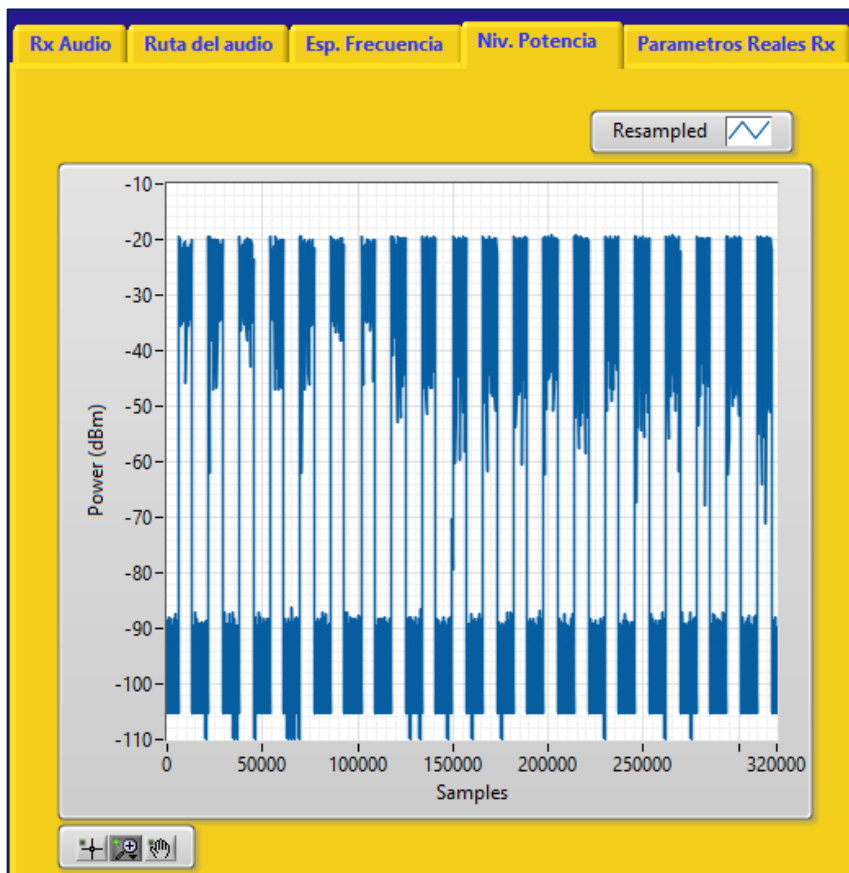 Rx Audio Ruta del audio Esp. Frecuencia Niv. Potencia Parametros Reales Rx
Resampled
Power (dBm)
-10
-20
-30
-40
-50
-60
-70
-80
-90
-100
-110
0 50000 100000 150000 200000 250000 320000
Samples